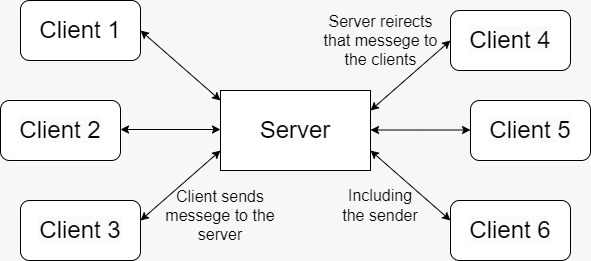 Client 1
Server reirects
that messege to
the clients
Client 4
Client 2
Server
Client 5
Client sends
messege to the
server
Including
the sender
Client 3
Client 6